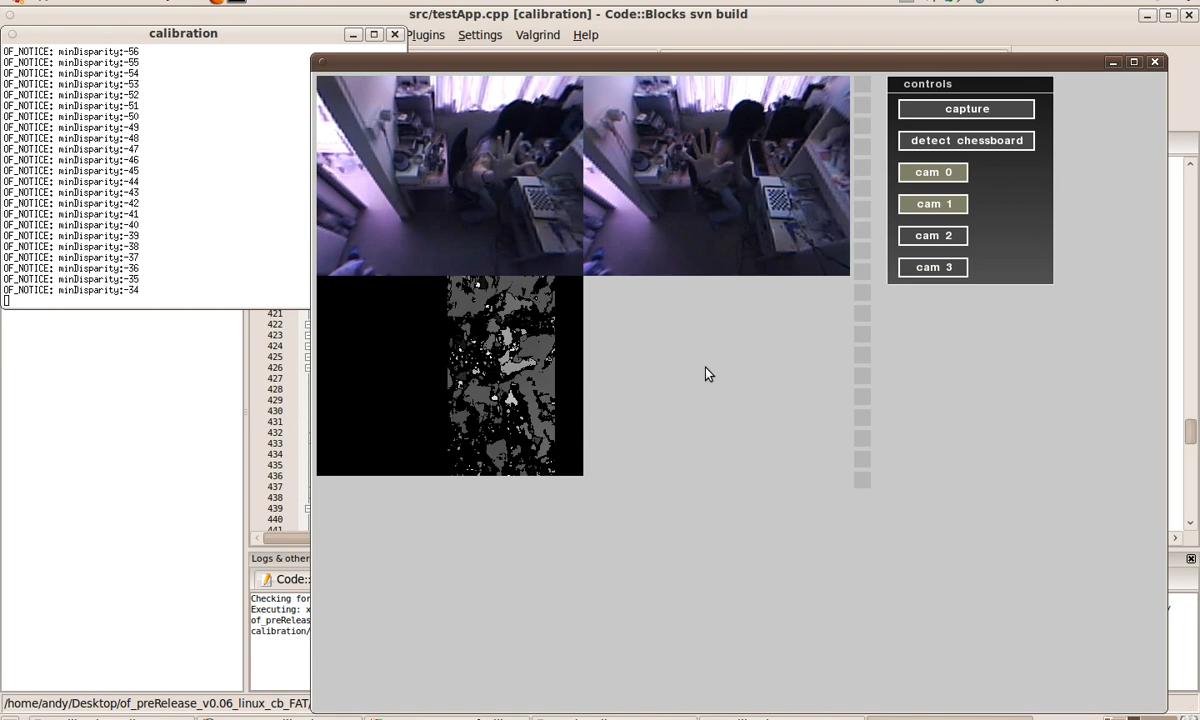 src/testApp.cpp [calibration] - Code::Blocks svn build
Plugins Settings Valgrind Help
calibration
OF_NOTICE: minDisparity:-56
OF_NOTICE: minDisparity:-55
OF_NOTICE: minDisparity:-54
OF_NOTICE: minDisparity:-53
OF_NOTICE: minDisparity:-52
OF_NOTICE: minDisparity:-51
OF_NOTICE: minDisparity:-50
OF_NOTICE: minDisparity:-49
OF_NOTICE: minDisparity:-48
OF_NOTICE: minDisparity:-47
OF_NOTICE: minDisparity:-46
OF_NOTICE: minDisparity:-45
OF_NOTICE: minDisparity:-44
OF_NOTICE: minDisparity:-43
OF_NOTICE: minDisparity:-42
OF_NOTICE: minDisparity:-41
OF_NOTICE: minDisparity:-40
OF_NOTICE: minDisparity:-39
OF_NOTICE: minDisparity:-38
OF_NOTICE: minDisparity:-37
OF_NOTICE: minDisparity:-36
OF_NOTICE: minDisparity:-35
OF_NOTICE: minDisparity:-34
controls
capture
detect chessboard
cam 0
cam 1
cam 2
cam 3
421
422
423
424
425
426
427
428
429
430
431
432
433
434
435
436
437
438
439
440
441
Logs & other
Code::
Checking for
Executing: x
of_preReleas
calibration/
/home/andy/Desktop/of_preRelease_v0.06_linux_cb_FAT/